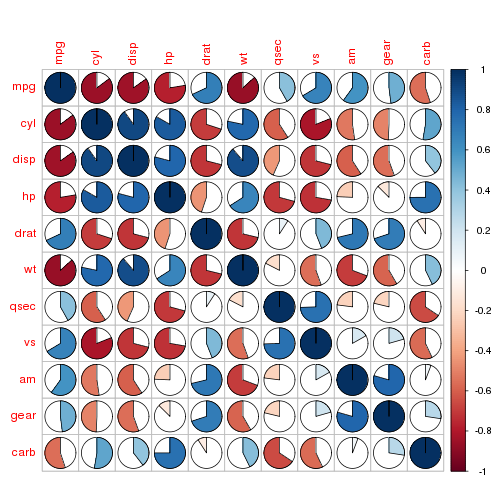 mpg cyl disp hp drat wt qsec vs am gear carb
mpg
cyl
disp
hp
drat
wt
qsec
vs
am
gear
carb
1
0.8
0.6
0.4
0.2
0
-0.2
-0.4
-0.6
-0.8
-1